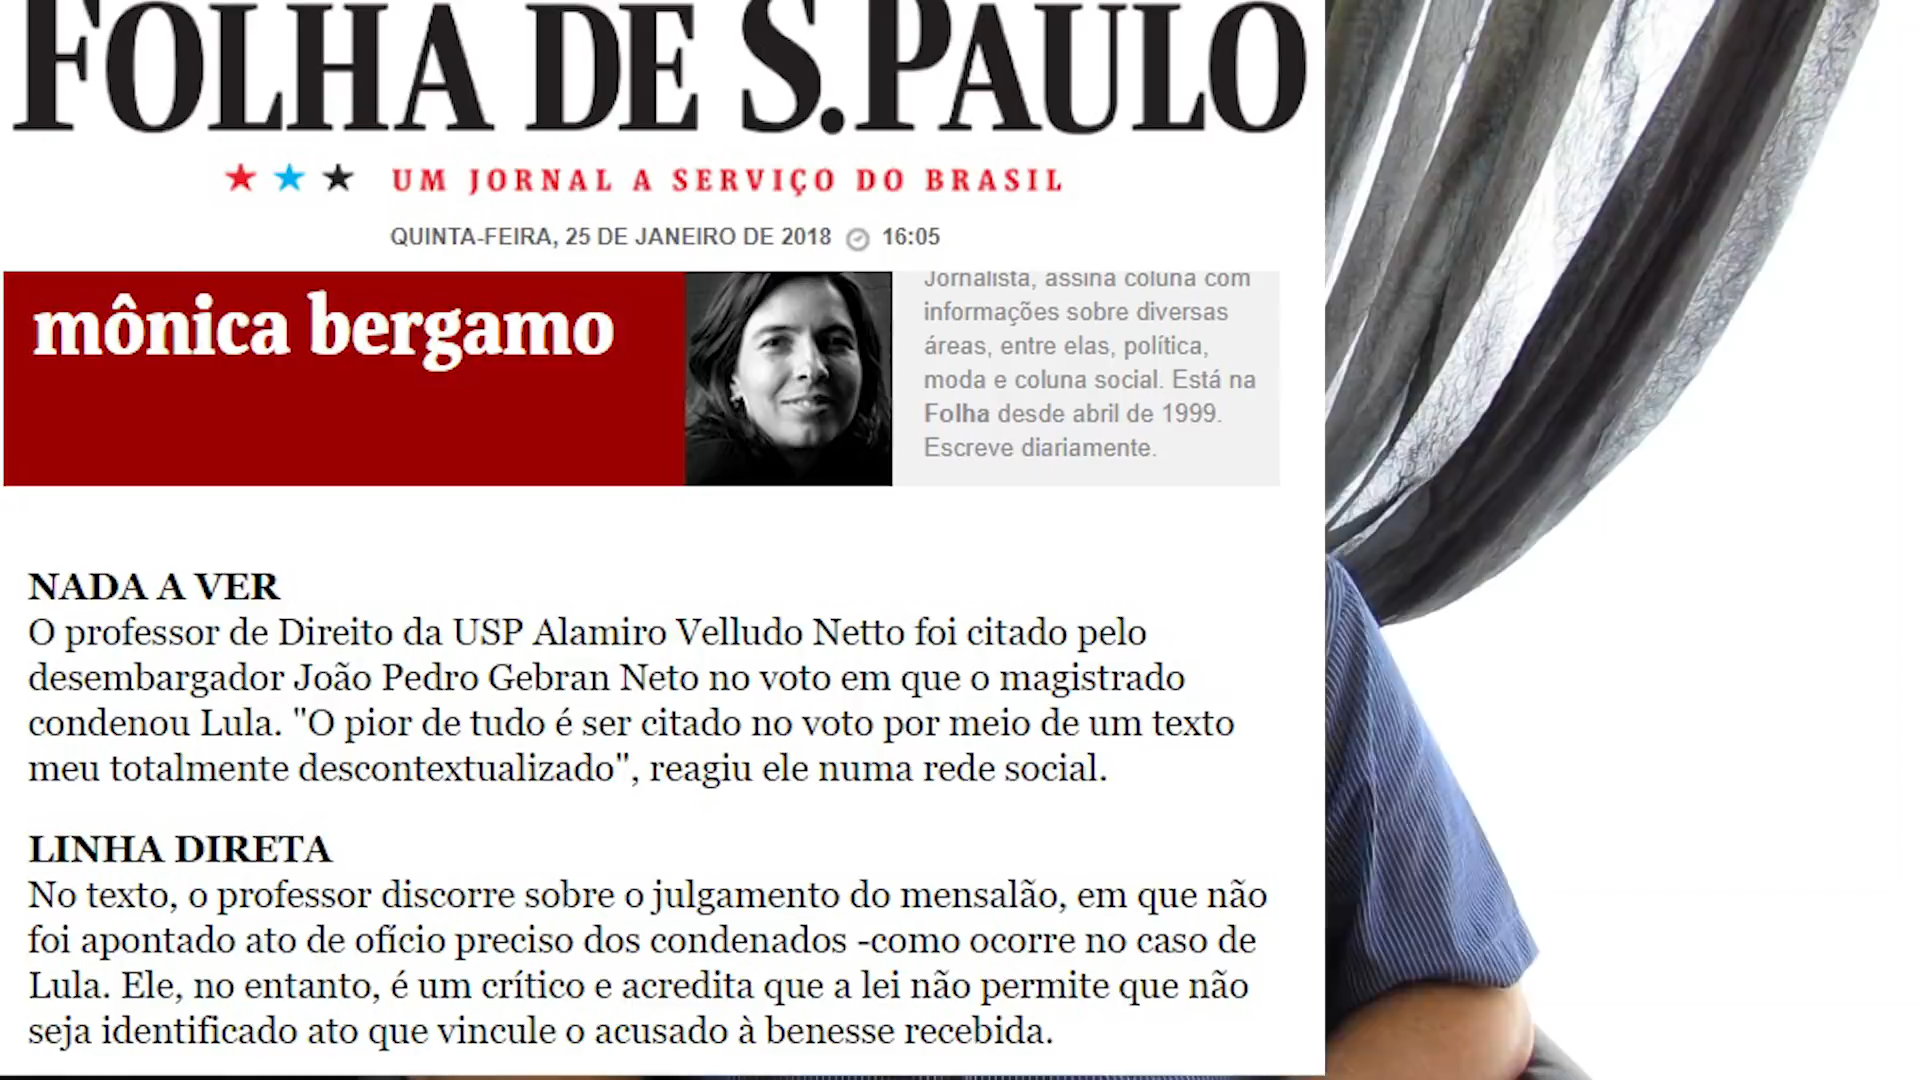 FOLHA DE S.PAULO
UM JORNAL A SERVIÇO DO BRASIL
QUINTA-FEIRA, 25 DE JANEIRO DE 2018 16:05
mônica bergamo
Jornalista, assina coluna com
informações sobre diversas
áreas, entre elas, política,
moda e coluna social. Está na
Folha desde abril de 1999.
Escreve diariamente.
NADA A VER
O professor de Direito da USP Alamiro Velludo Netto foi citado pelo
desembargador João Pedro Gebran Neto no voto em que o magistrado
condenou Lula. "O pior de tudo é ser citado no voto por meio de um texto
meu totalmente descontextualizado", reagiu ele numa rede social.
LINHA DIRETA
No texto, o professor discorre sobre o julgamento do mensalão, em que não
foi apontado ato de ofício preciso dos condenados -como ocorre no caso de
Lula. Ele, no entanto, é um crítico e acredita que a lei não permite que não
seja identificado ato que vincule o acusado à benesse recebida.